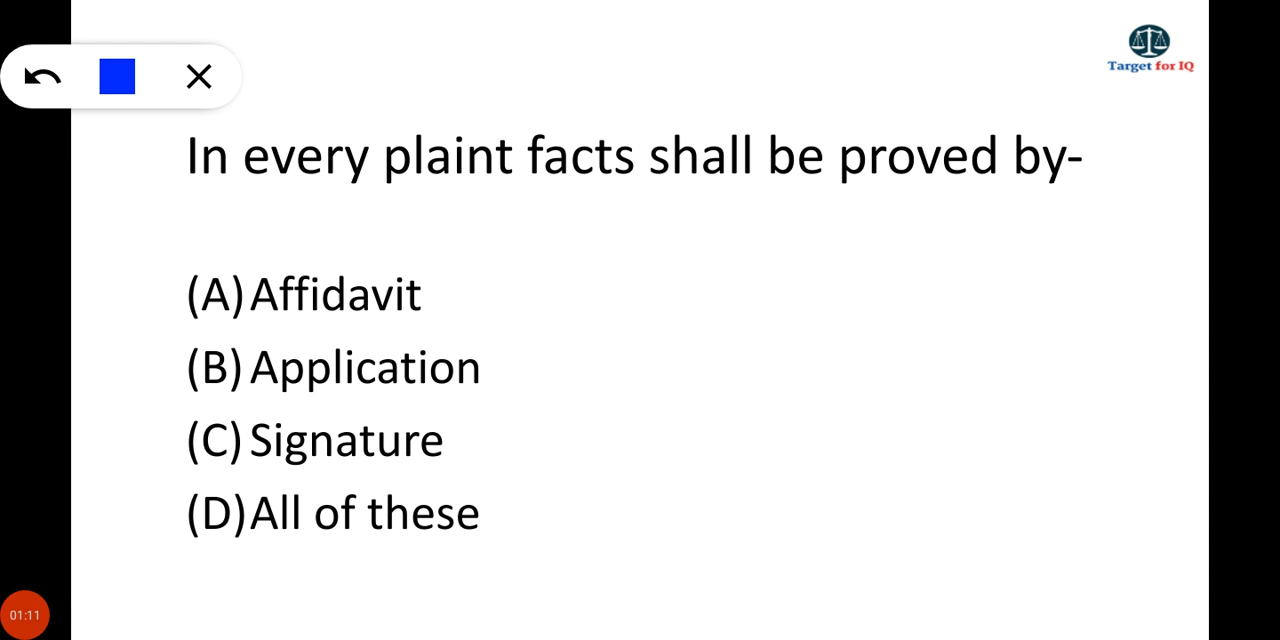 Target for IQ
In every plaint facts shall be proved by-
(A) Affidavit
(B) Application
(C) Signature
(D) All of these
01:11